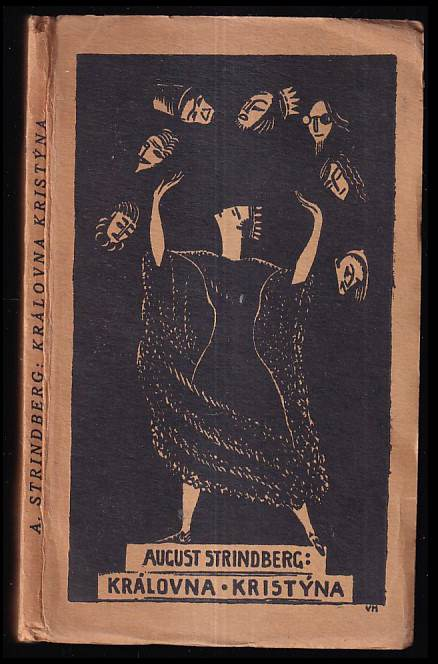 A. STRINDBERG: KRÁLOVNA KRISTÝNA
AUGUST STRINDBERG:
KRÁLOVNA • KRISTÝNA
VH